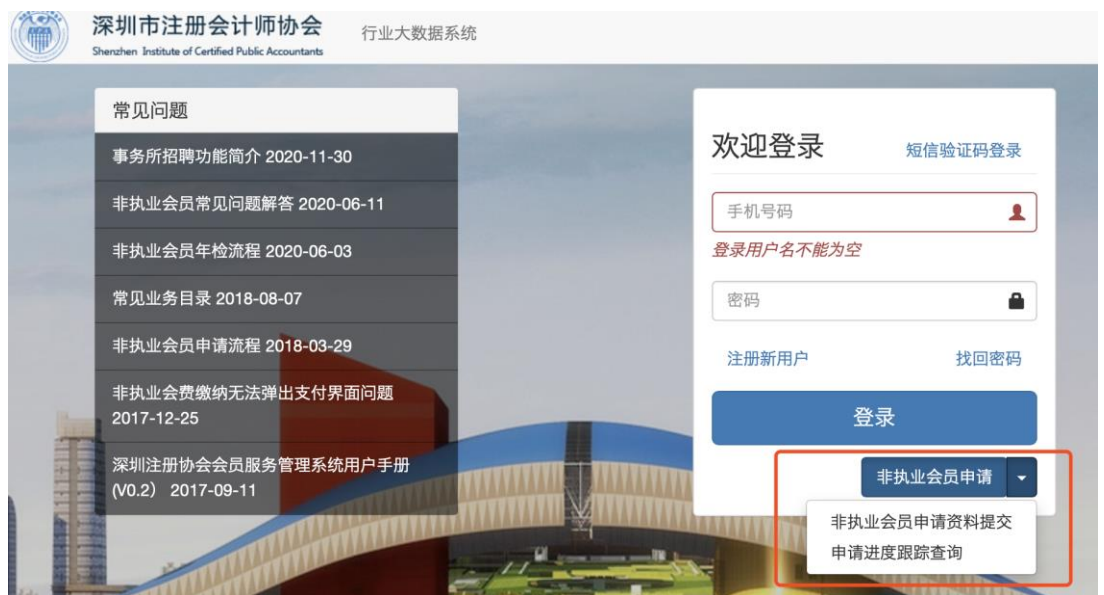 深圳市注册会计师协会
Shenzhen Institute of Certified Public Accountants
行业大数据系统
常见问题
事务所招聘功能简介 2020-11-30
非执业会员常见问题解答 2020-06-11
非执业会员年检流程 2020-06-03
常见业务目录 2018-08-07
非执业会员申请流程 2018-03-29
非执业会费缴纳无法弹出支付界面问题
2017-12-25
深圳注册协会会员服务管理系统用户手册
(V0.2） 2017-09-11
欢迎登录
短信验证码登录
手机号码
登录用户名不能为空
密码
注册新用户
找回密码
登录
非执业会员申请
非执业会员申请资料提交
申请进度跟踪查询